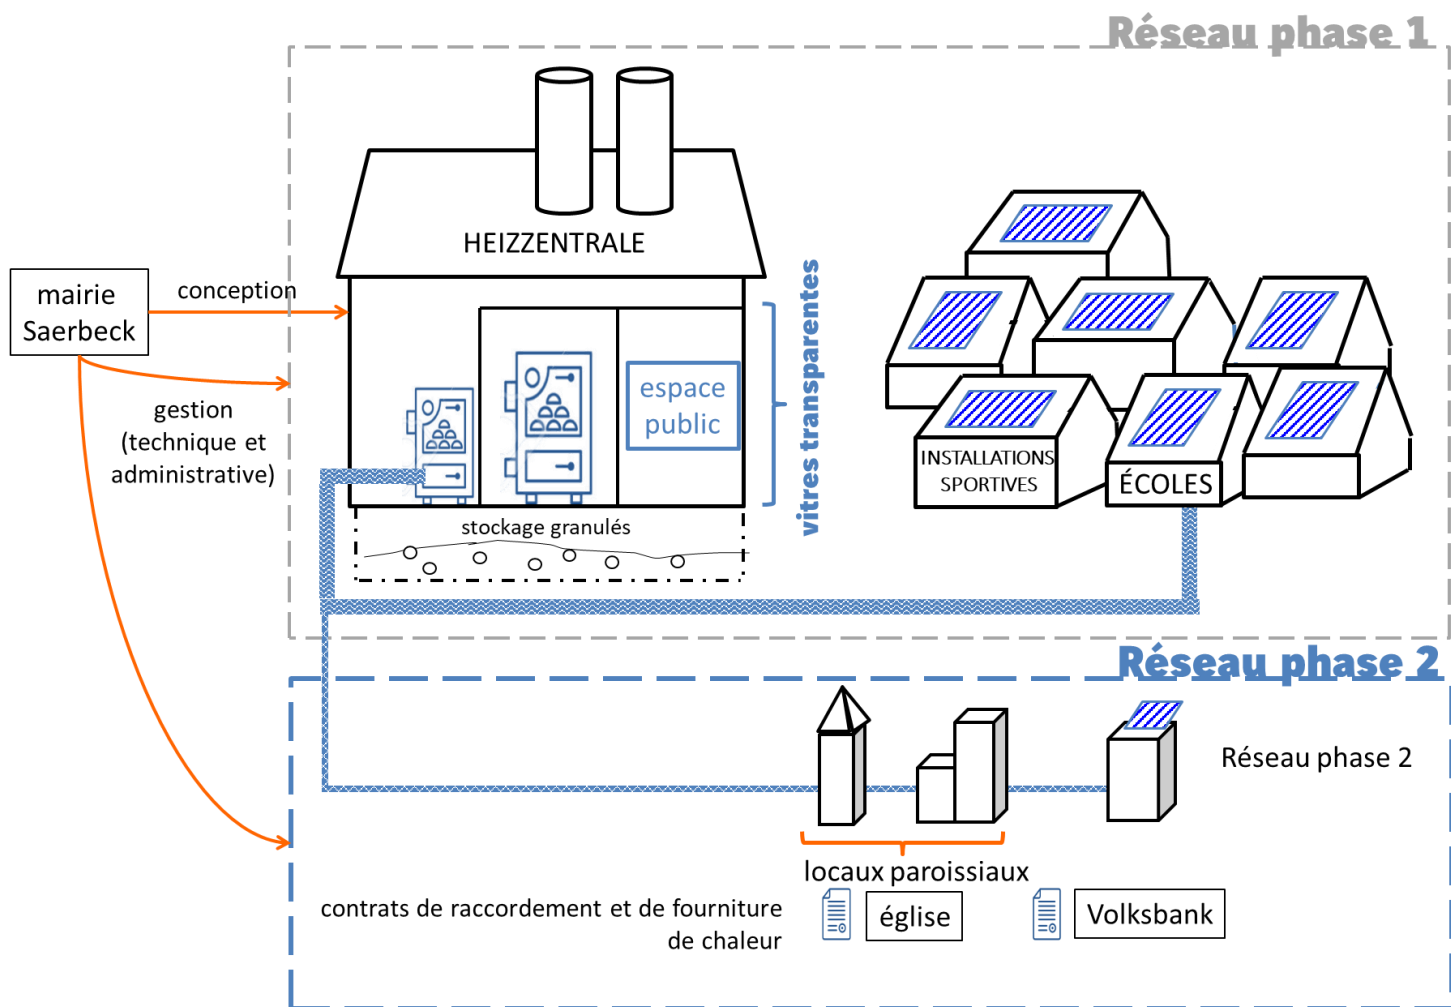 Réseau phase 1
HEIZZENTRALE
mairie
Saerbeck
conception
gestion
(technique et
administrative)
espace
public
vitres transparentes
stockage granulés
INSTALLATIONS
SPORTIVES
ÉCOLES
Réseau phase 2
Réseau phase 2
locaux paroissiaux
contrats de raccordement et de fourniture
de chaleur
église
Volksbank